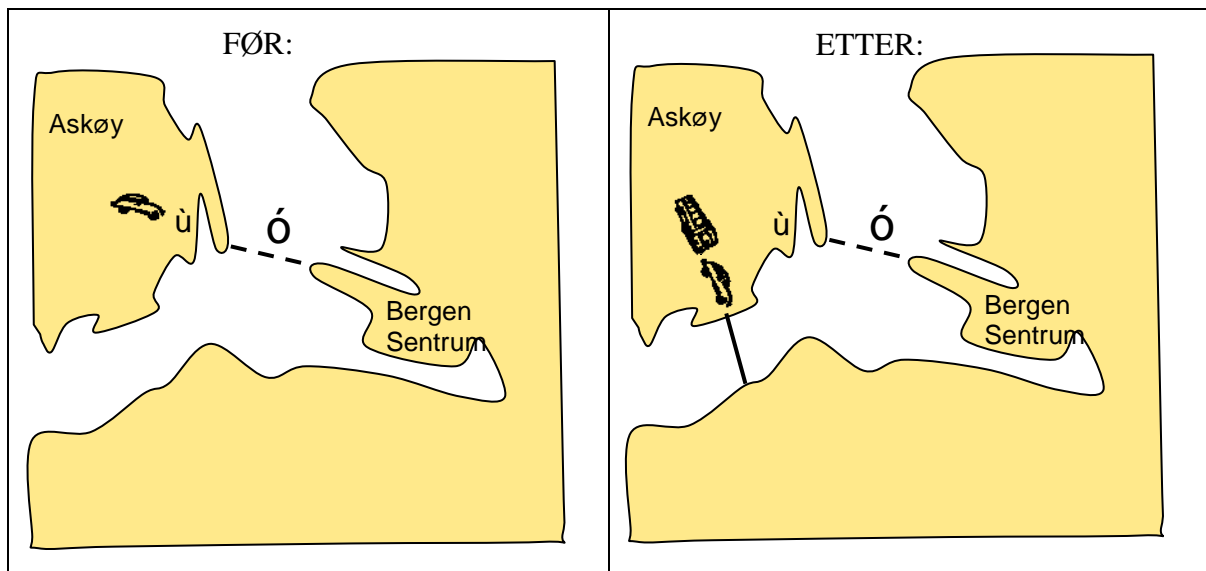 FØR:
Askøy
ù
ó
Bergen
Sentrum
ETTER:
Askøy
ù
ó
Bergen
Sentrum